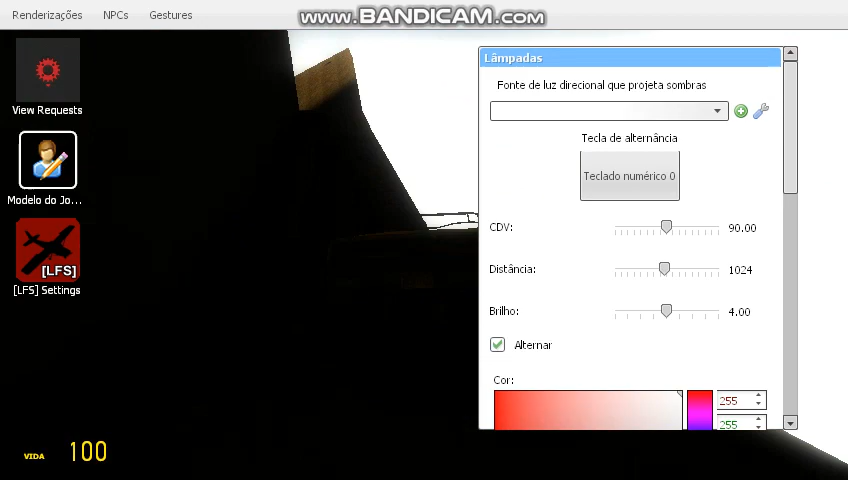 Renderizações NPCs Gestures
www.BANDICAM.com
Lâmpadas
Fonte de luz direcional que projeta sombras
View Requests
Tecla de alternância
Teclado numérico 0
Modelo do Jo...
CDV: 90.00
Distância: 1024
[LFS]
[LFS] Settings
Brilho: 4.00
Alternar
Cor:
255
255
VIDA 100